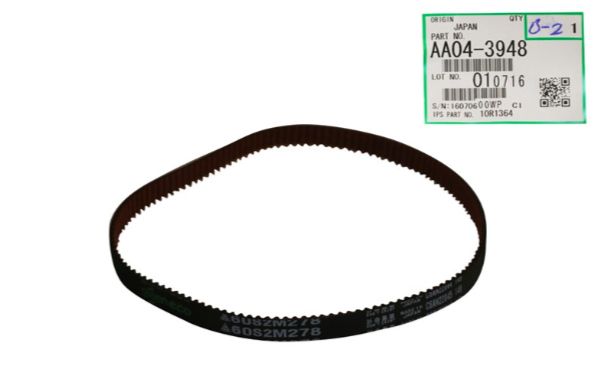 ORIGIN
JAPAN
QTY
B-2 1
PART NO.
AA04-3948
LOT NO. 010716
S/N:16070600WP C1
IPS PART NO. 10R1364
60S2M278
60S2M278